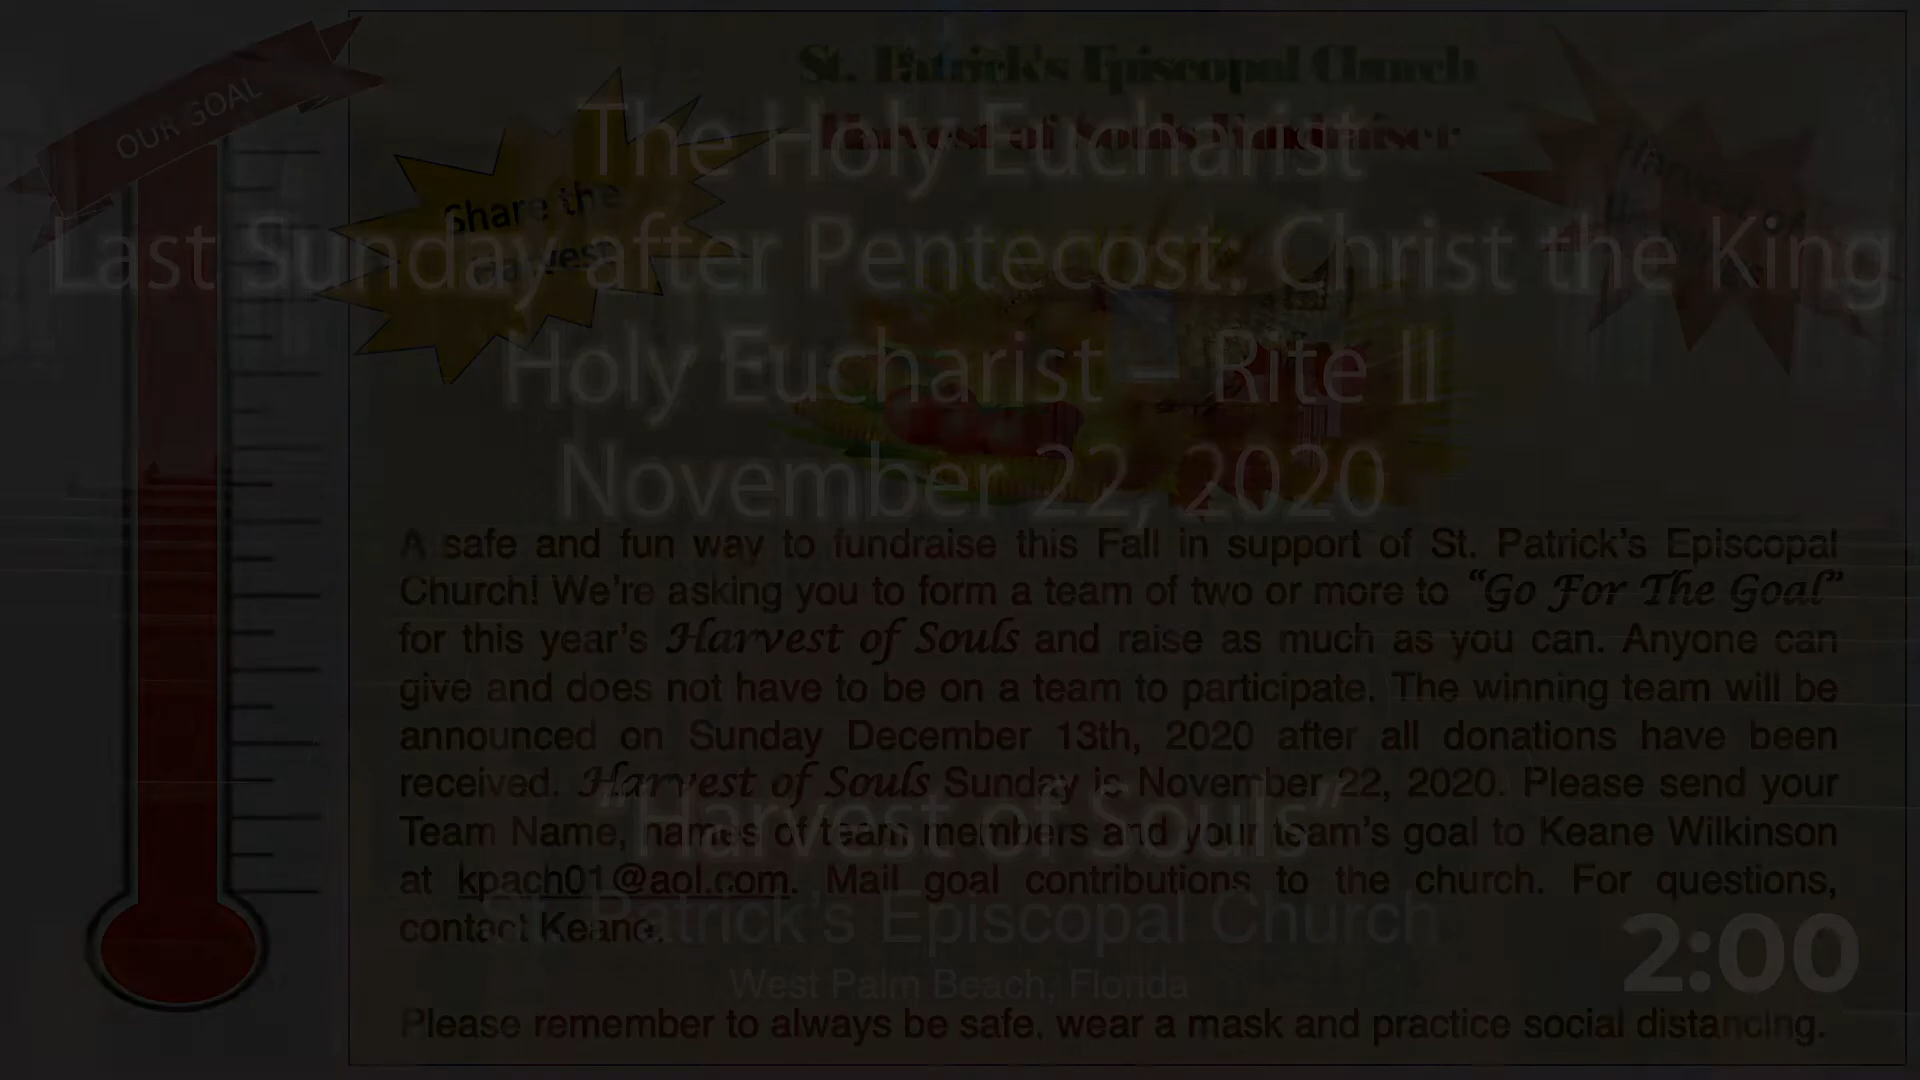 OUR GOAL
St. Patrick's Episcopal Church
Harvest of Souls Fundraiser
Share the
Harvest
The Holy Eucharist
Last Sunday after Pentecost: Christ the King
Holy Eucharist – Rite II
November 22, 2020
A safe and fun way to fundraise this Fall in support of St. Patrick's Episcopal
Church! We're asking you to form a team of two or more to “Go For The Goal”
for this year's Harvest of Souls and raise as much as you can. Anyone can
give and does not have to be on a team to participate. The winning team will be
announced on Sunday December 13th, 2020 after all donations have been
received. Harvest of Souls Sunday is November 22, 2020. Please send your
Team Name, names of team members and your team's goal to Keane Wilkinson
at kpach01@aol.com. Mail goal contributions to the church. For questions,
contact Keane.
Please remember to always be safe, wear a mask and practice social distancing.
“Harvest of Souls”
St. Patrick's Episcopal Church
West Palm Beach, Florida
2:00